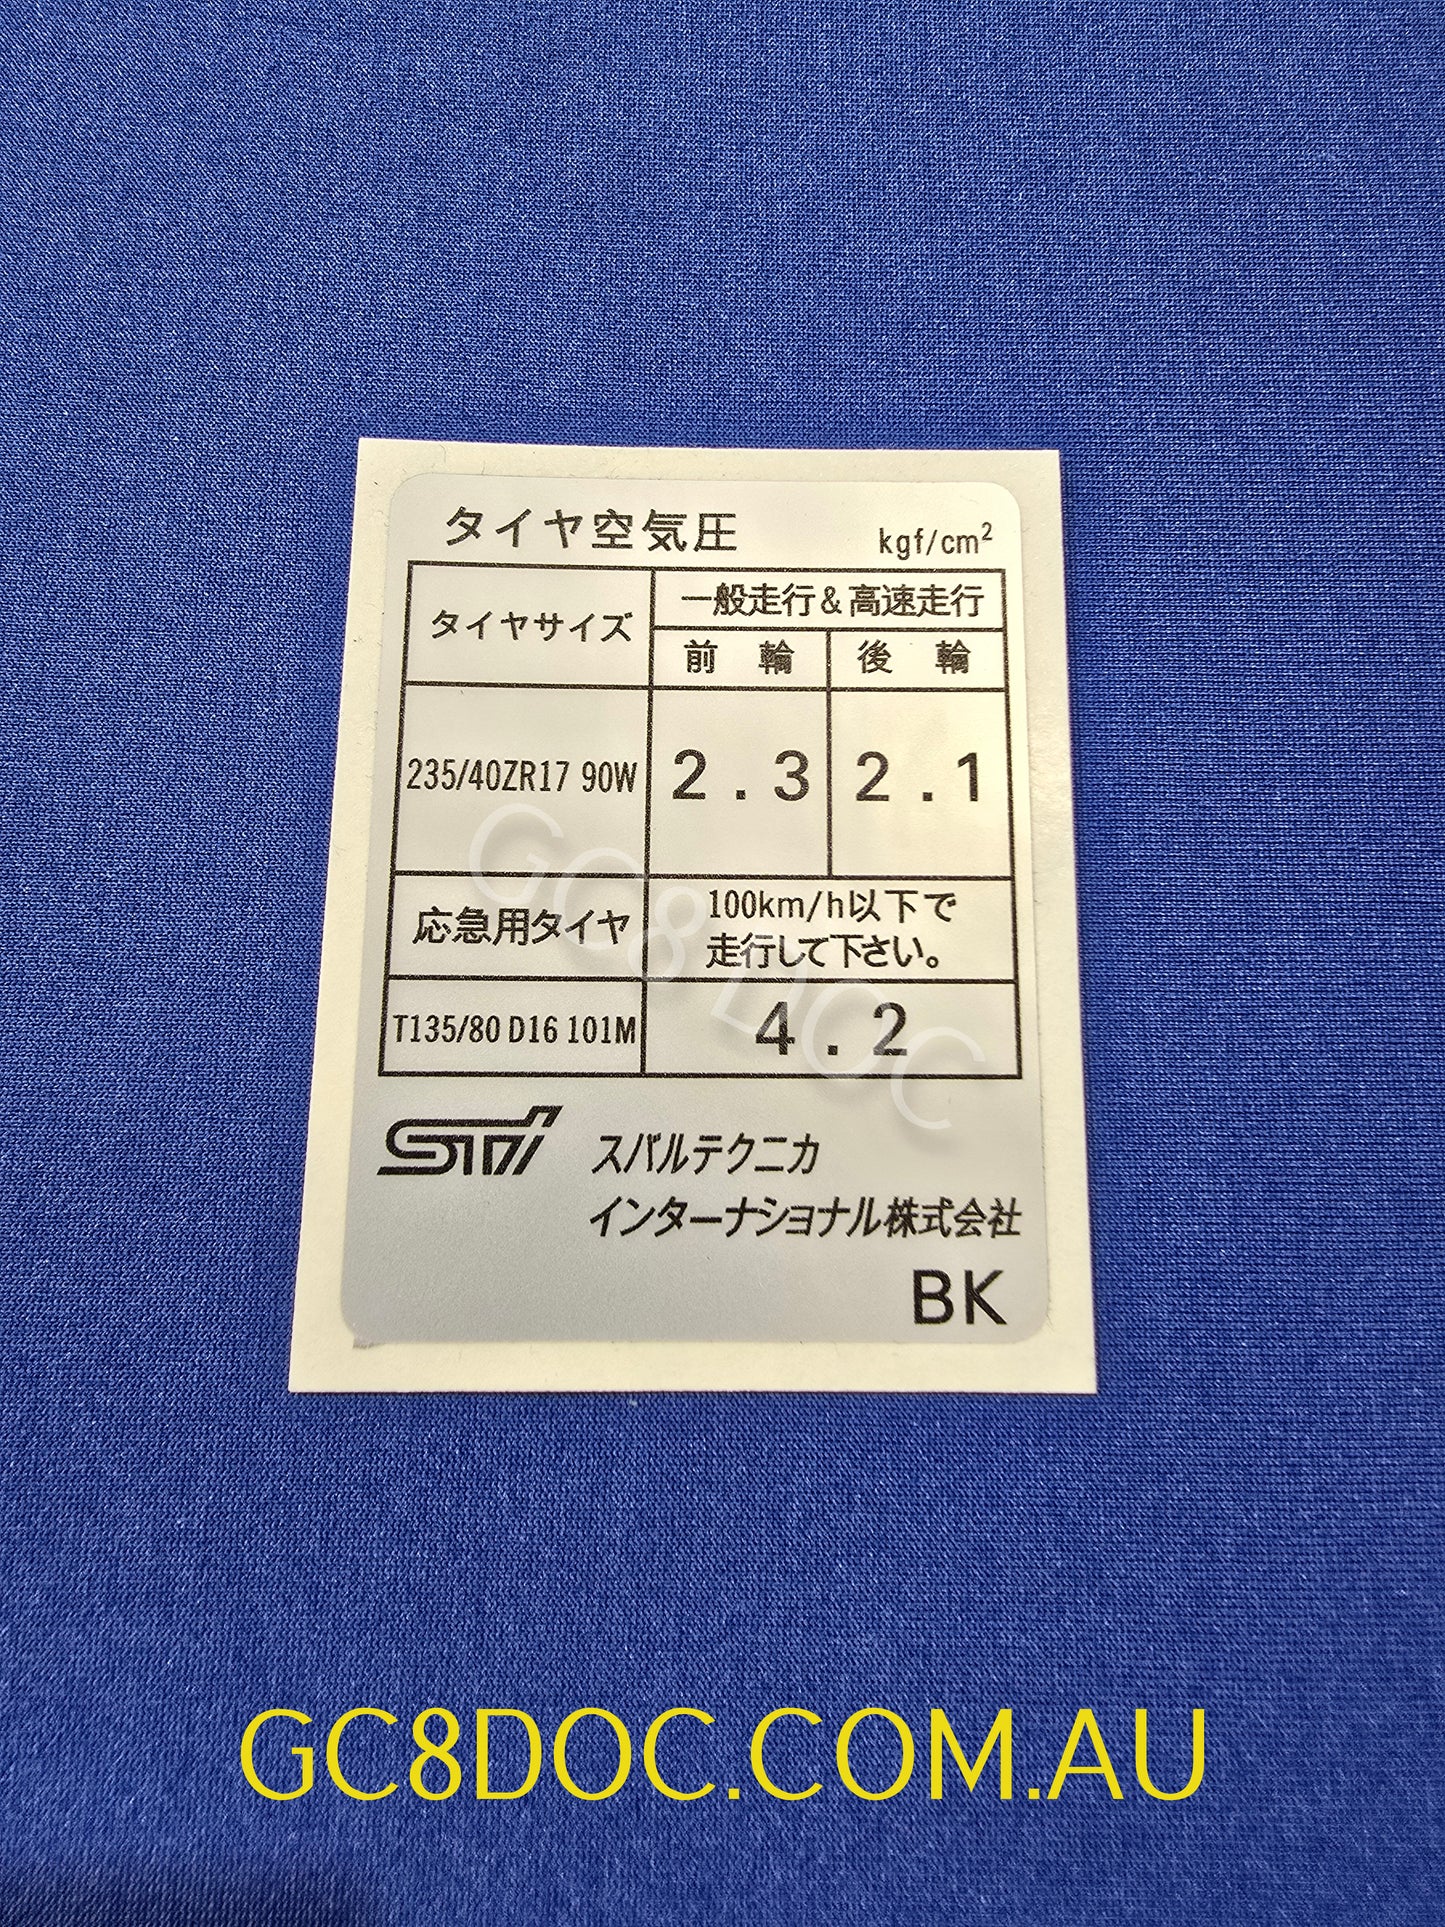 タイヤ空気圧 kgf/cm²
タイヤサイズ
一般走行&高速走行
前輪 後輪
235/40ZR17 90W 2.3 2.1
応急用タイヤ
100km/h以下で
走行して下さい。
T135/80 D16 101M 4.2
STi スバルテクニカ
インターナショナル株式会社
BK
GC8 DOC
GC8DOC.COM.AU